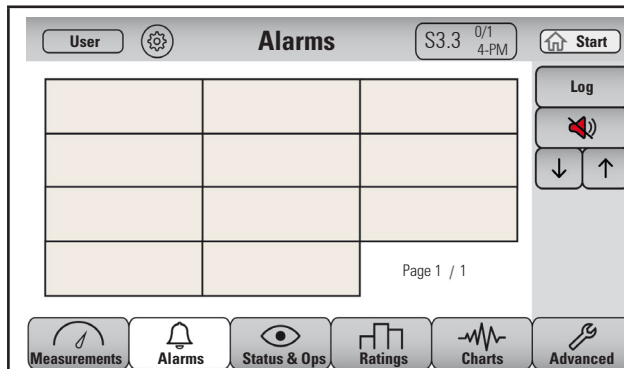 User
Alarms
S3.3 0/1
4-PM
Start
Log
Page 1 / 1
Measurements
Alarms
Status & Ops
Ratings
Charts
Advanced